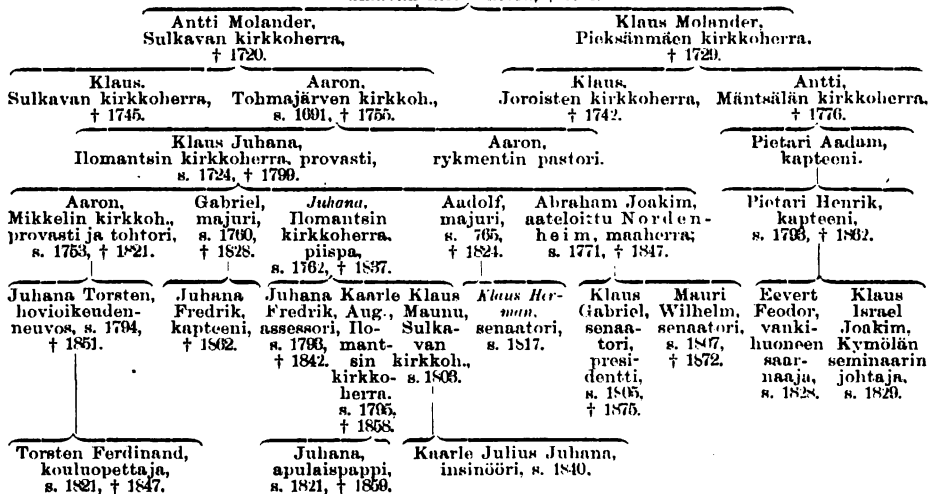 Antti Molander,
Sulkavan kirkkoherra,
† 1720.
Klaus Molander,
Pieksänmäen kirkkoherra.
† 1729.
Klaus.
Sulkavan kirkkoherra,
† 1745.
Aaron,
Tohmajärven kirkkoh.,
s. 1691, † 1755.
Klaus.
Joroisten kirkkoherra,
† 1742.
Antti,
Mäntsälän kirkkoherra,
† 1776.
Klaus Juhana,
Ilomantsin kirkkoherra, provasti,
s. 1724, † 1799.
Aaron,
rykmentin pastori.
Pietari Aadam,
kapteeni.
Aaron,
Mikkelin kirkkoh.,
provasti ja tohtori,
s. 1753, † 1821.
Gabriel,
majuri,
s. 1760,
† 1828.
Juhana,
Ilomantsin
kirkkoherra,
piispa,
s. 1762, † 1837.
Aadolf,
majuri,
s. 765,
† 1824.
Abraham Joakim,
aateloittu Norden-
heim, maaherra;
s. 1771, † 1847.
Pietari Henrik,
kapteeni,
s. 1793, † 1862.
Juhana Torsten,
hovioikeuden-
neuvos, s. 1794,
† 1851.
Juhana
Fredrik,
kapteeni,
† 1862.
Juhana
Fredrik,
assessori,
s. 1793,
† 1842.
Kaarle
Aug.,
Ilo-
mant-
sin
kirkko-
herra.
s. 1795,
† 1858.
Klaus
Maunu,
Sulka-
van
kirkkoh.,
s. 1803.
Klaus Her-
man,
senaatori,
s. 1817.
Klaus
Gabriel,
senaa-
tori,
presi-
dentti,
s. 1805,
† 1875.
Mauri
Wilhelm,
senaatori,
s. 1807,
† 1872.
Eevert
Feodor,
vanki-
huoneen
saar-
naaja,
s. 1828.
Klaus
Israel
Joakim,
Kymölän
seminaarin
johtaja,
s. 1829.
Torsten Ferdinand,
kouluopettaja,
s. 1821, † 1847.
Juhana,
apulaispappi,
s. 1821, † 1859.
Kaarle Julius Juhana,
insinööri, s. 1840.